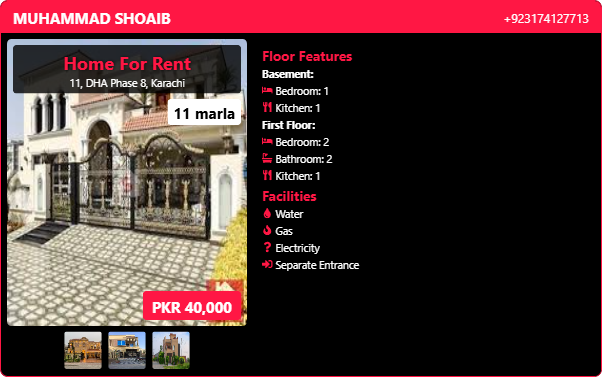 MUHAMMAD SHOAIB
+923174127713
Home For Rent
11, DHA Phase 8, Karachi
11 marla
PKR 40,000
Floor Features
Basement:
Bedroom: 1
Kitchen: 1
First Floor:
Bedroom: 2
Bathroom: 2
Kitchen: 1
Facilities
Water
Gas
? Electricity
Separate Entrance